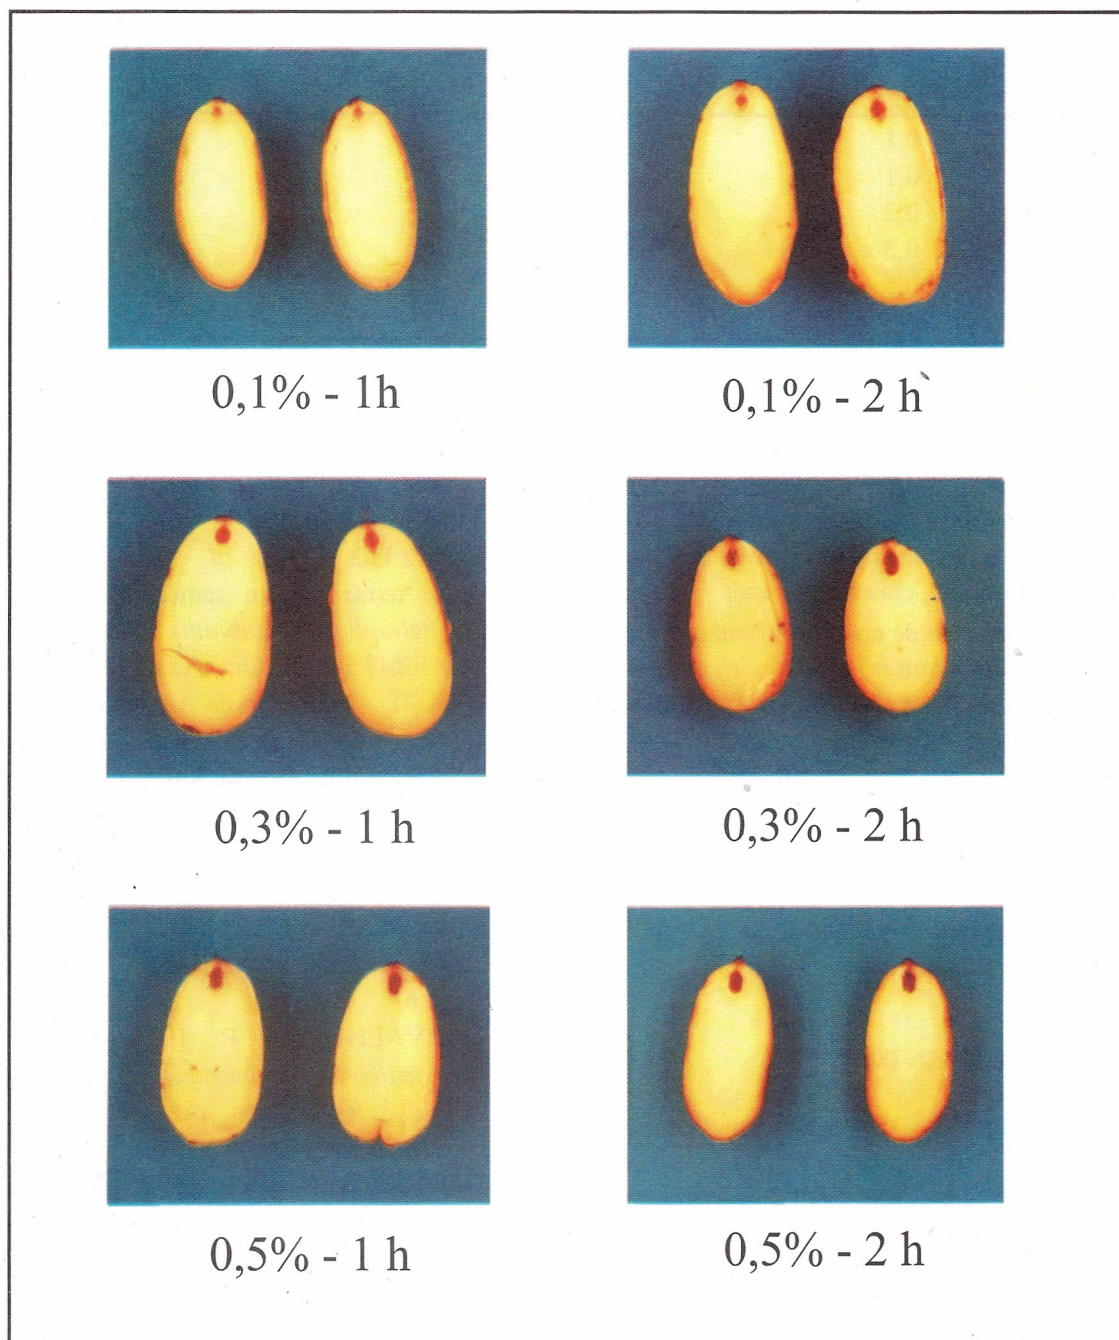 0,1% - 1h
0,1% - 2 h
0,3% - 1 h
0,3% - 2 h
0,5% - 1 h
0,5% - 2 h